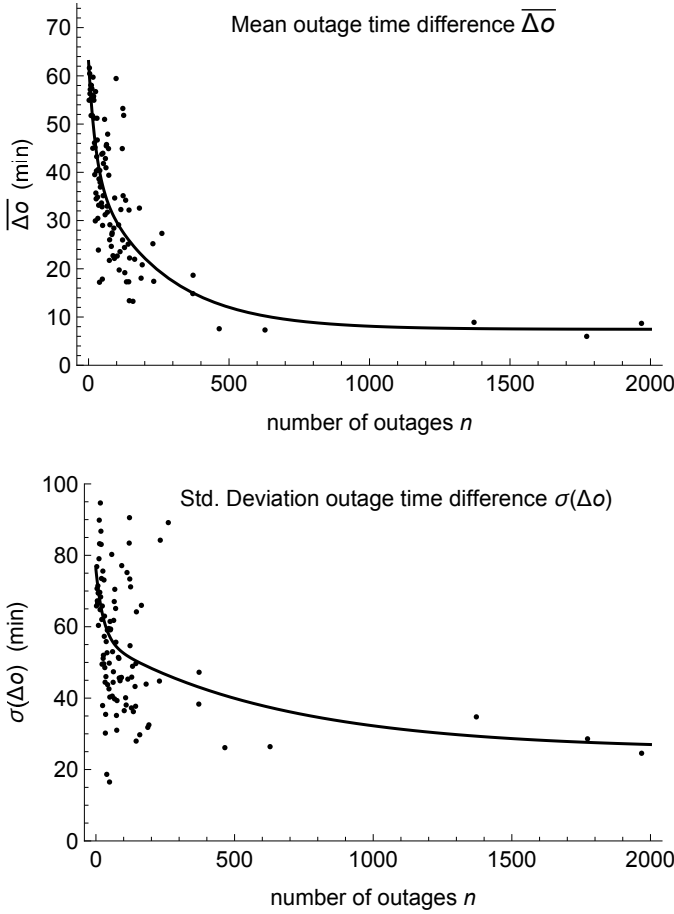 Mean outage time difference Δo
70
60
50
40
30
20
10
0
Δo (min)
0 500 1000 1500 2000
number of outages n
Std. Deviation outage time difference σ(Δo)
100
80
60
40
20
0
σ(Δo) (min)
0 500 1000 1500 2000
number of outages n